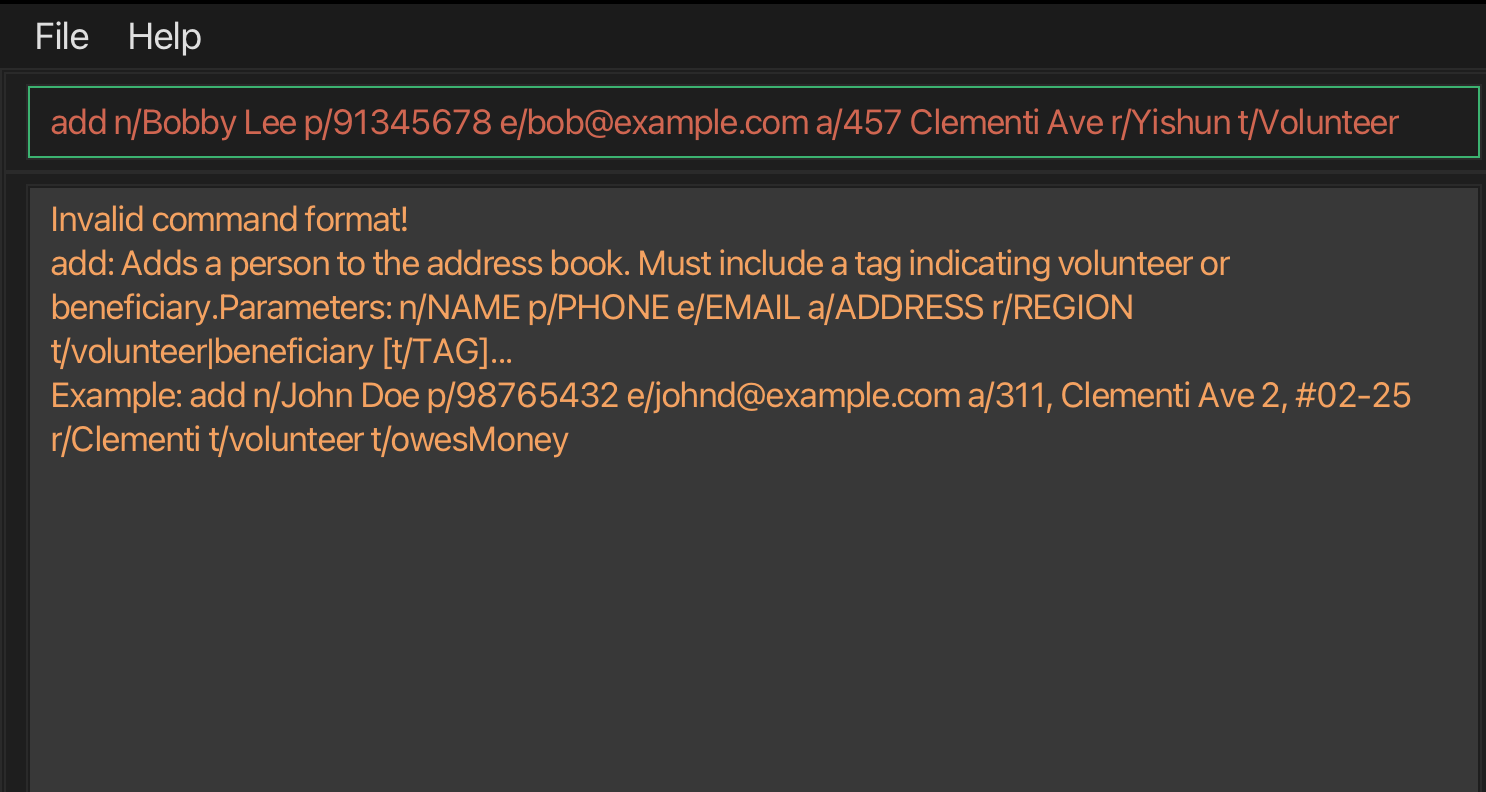 File Help
add n/Bobby Lee p/91345678 e/bob@example.com a/457 Clementi Ave r/Yishun t/Volunteer
Invalid command format!
add: Adds a person to the address book. Must include a tag indicating volunteer or
beneficiary.Parameters: n/NAME p/PHONE e/EMAIL a/ADDRESS r/REGION
t/volunteer|beneficiary [t/TAG]...
Example: add n/John Doe p/98765432 e/johnd@example.com a/311, Clementi Ave 2, #02-25
r/Clementi t/volunteer t/owesMoney